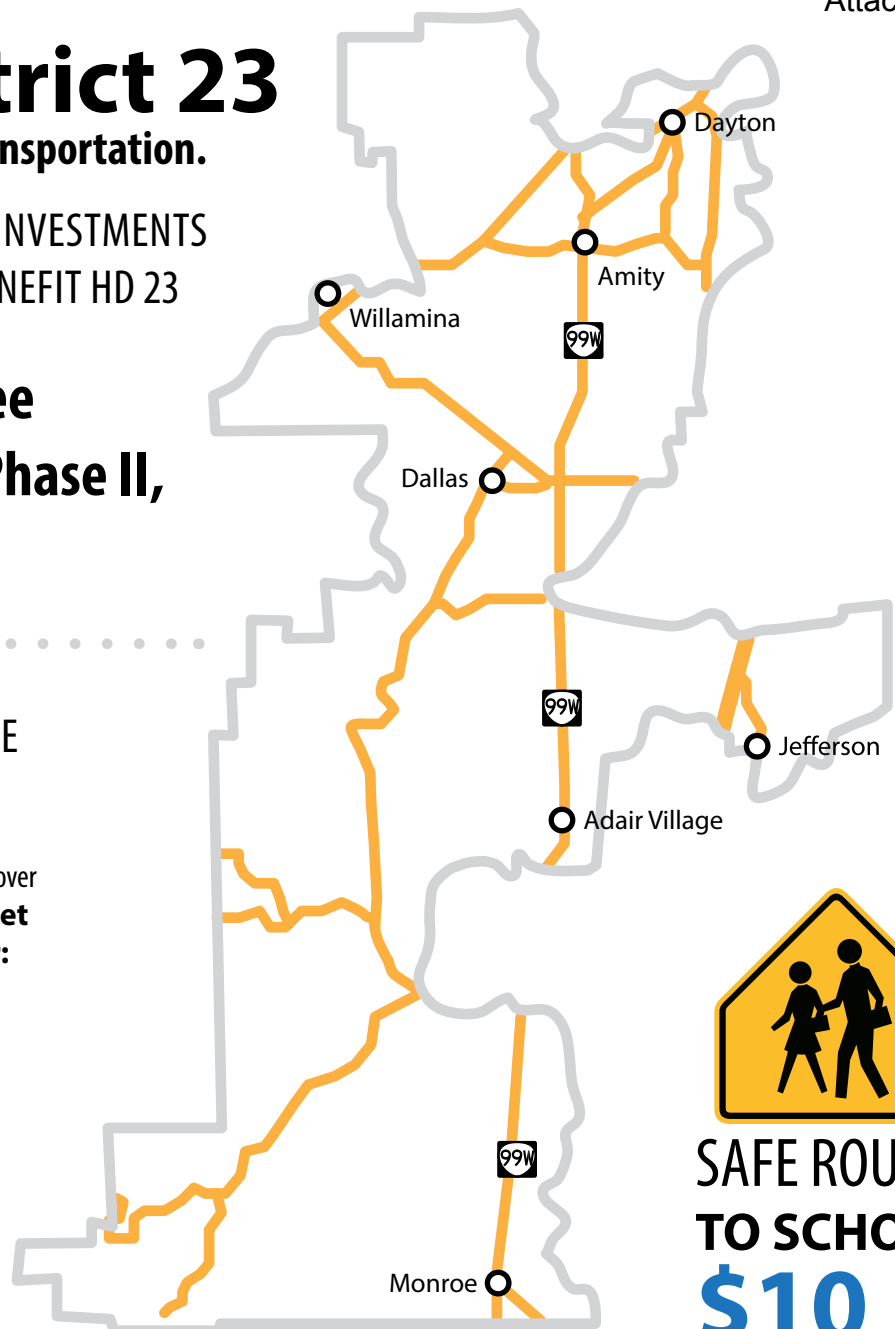 Attac
trict 23
nsportation.
NVESTMENTS
NEFIT HD 23
ee
Phase II,
E
over
et
r:
Dayton
Amity
Willamina
99W
Dallas
99W
Jefferson
Adair Village
99W
Monroe
SAFE ROU
TO SCHO
$10